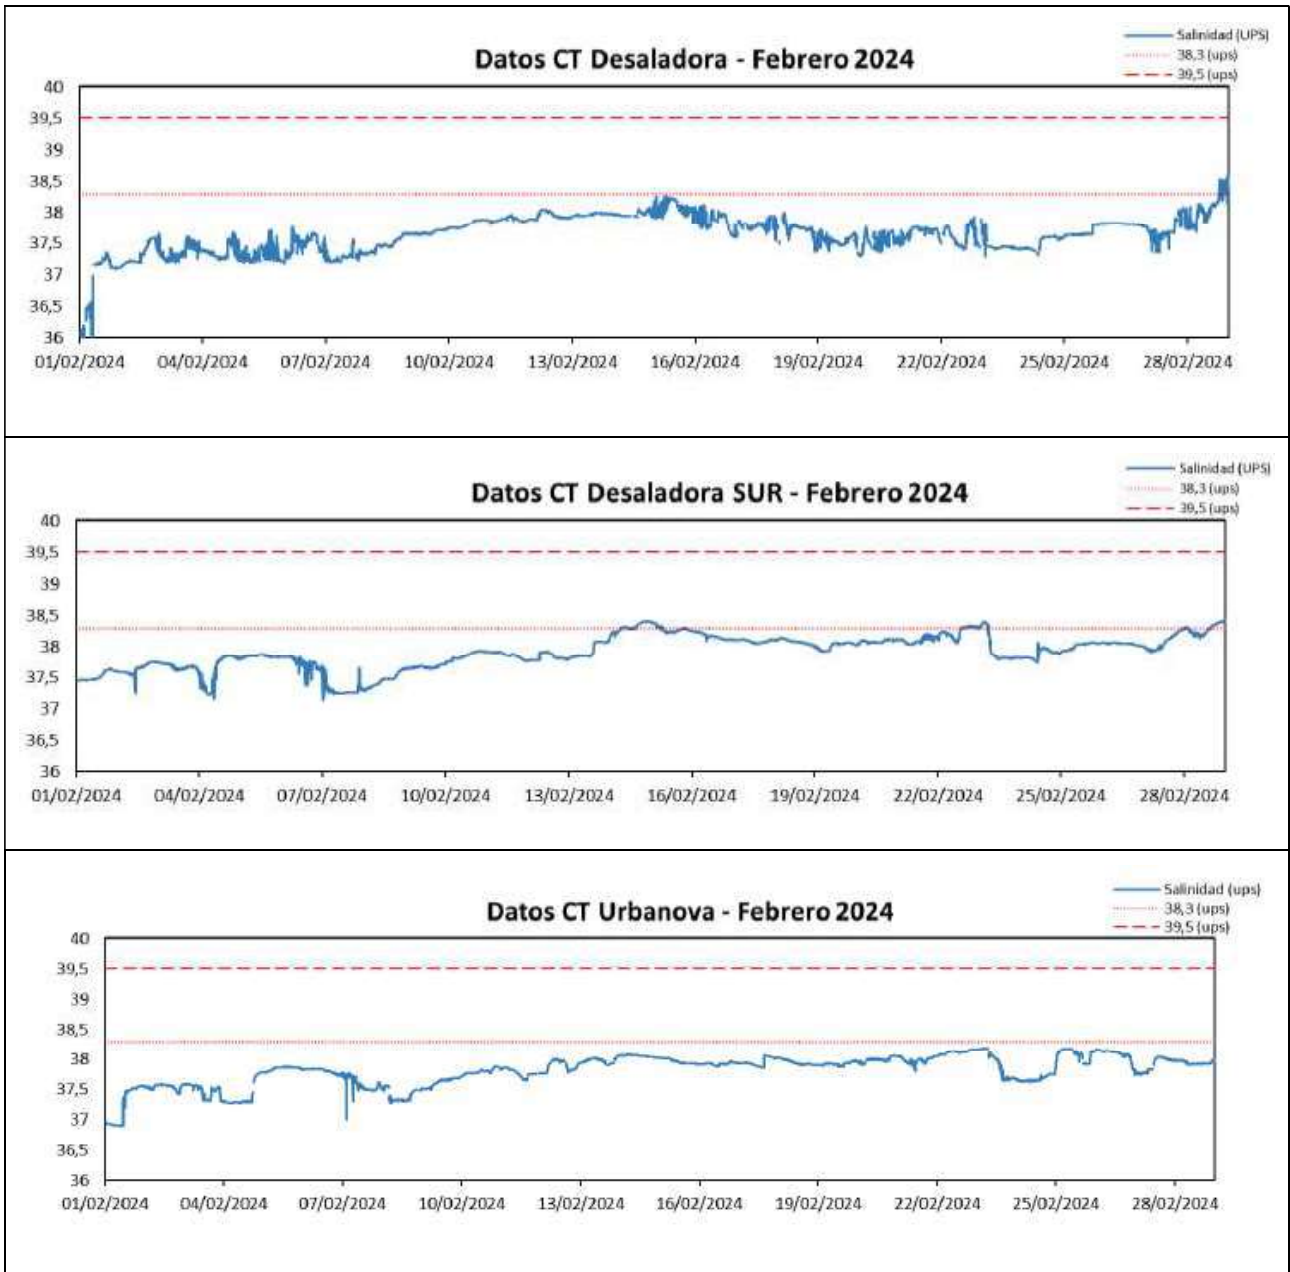 Datos CT Desaladora - Febrero 2024
Salinidad (UPS)
38,3 (ups)
39,5 (ups)
40
39,5
39
38,5
38
37,5
37
36,5
36
01/02/2024 04/02/2024 07/02/2024 10/02/2024 13/02/2024 16/02/2024 19/02/2024 22/02/2024 25/02/2024 28/02/2024
Datos CT Desaladora SUR - Febrero 2024
Salinidad (UPS)
38,3 (ups)
39,5 (ups)
40
39,5
39
38,5
38
37,5
37
36,5
36
01/02/2024 04/02/2024 07/02/2024 10/02/2024 13/02/2024 16/02/2024 19/02/2024 22/02/2024 25/02/2024 28/02/2024
Datos CT Urbanova - Febrero 2024
Salinidad (ups)
38,3 (ups)
39,5 (ups)
40
39,5
39
38,5
38
37,5
37
36,5
36
01/02/2024 04/02/2024 07/02/2024 10/02/2024 13/02/2024 16/02/2024 19/02/2024 22/02/2024 25/02/2024 28/02/2024